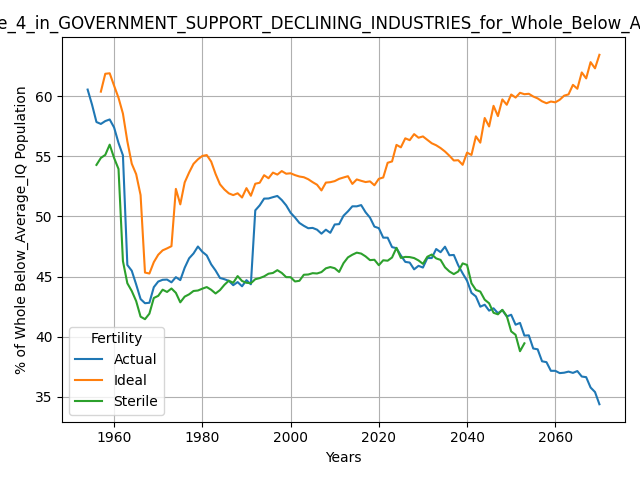 e_4_in_GOVERNMENT_SUPPORT_DECLINING_INDUSTRIES_for_Whole_Below_A
% of Whole Below_Average_IQ Population
60
55
50
45
40
35
Fertility
Actual
Ideal
Sterile
1960 1980 2000 2020 2040 2060
Years